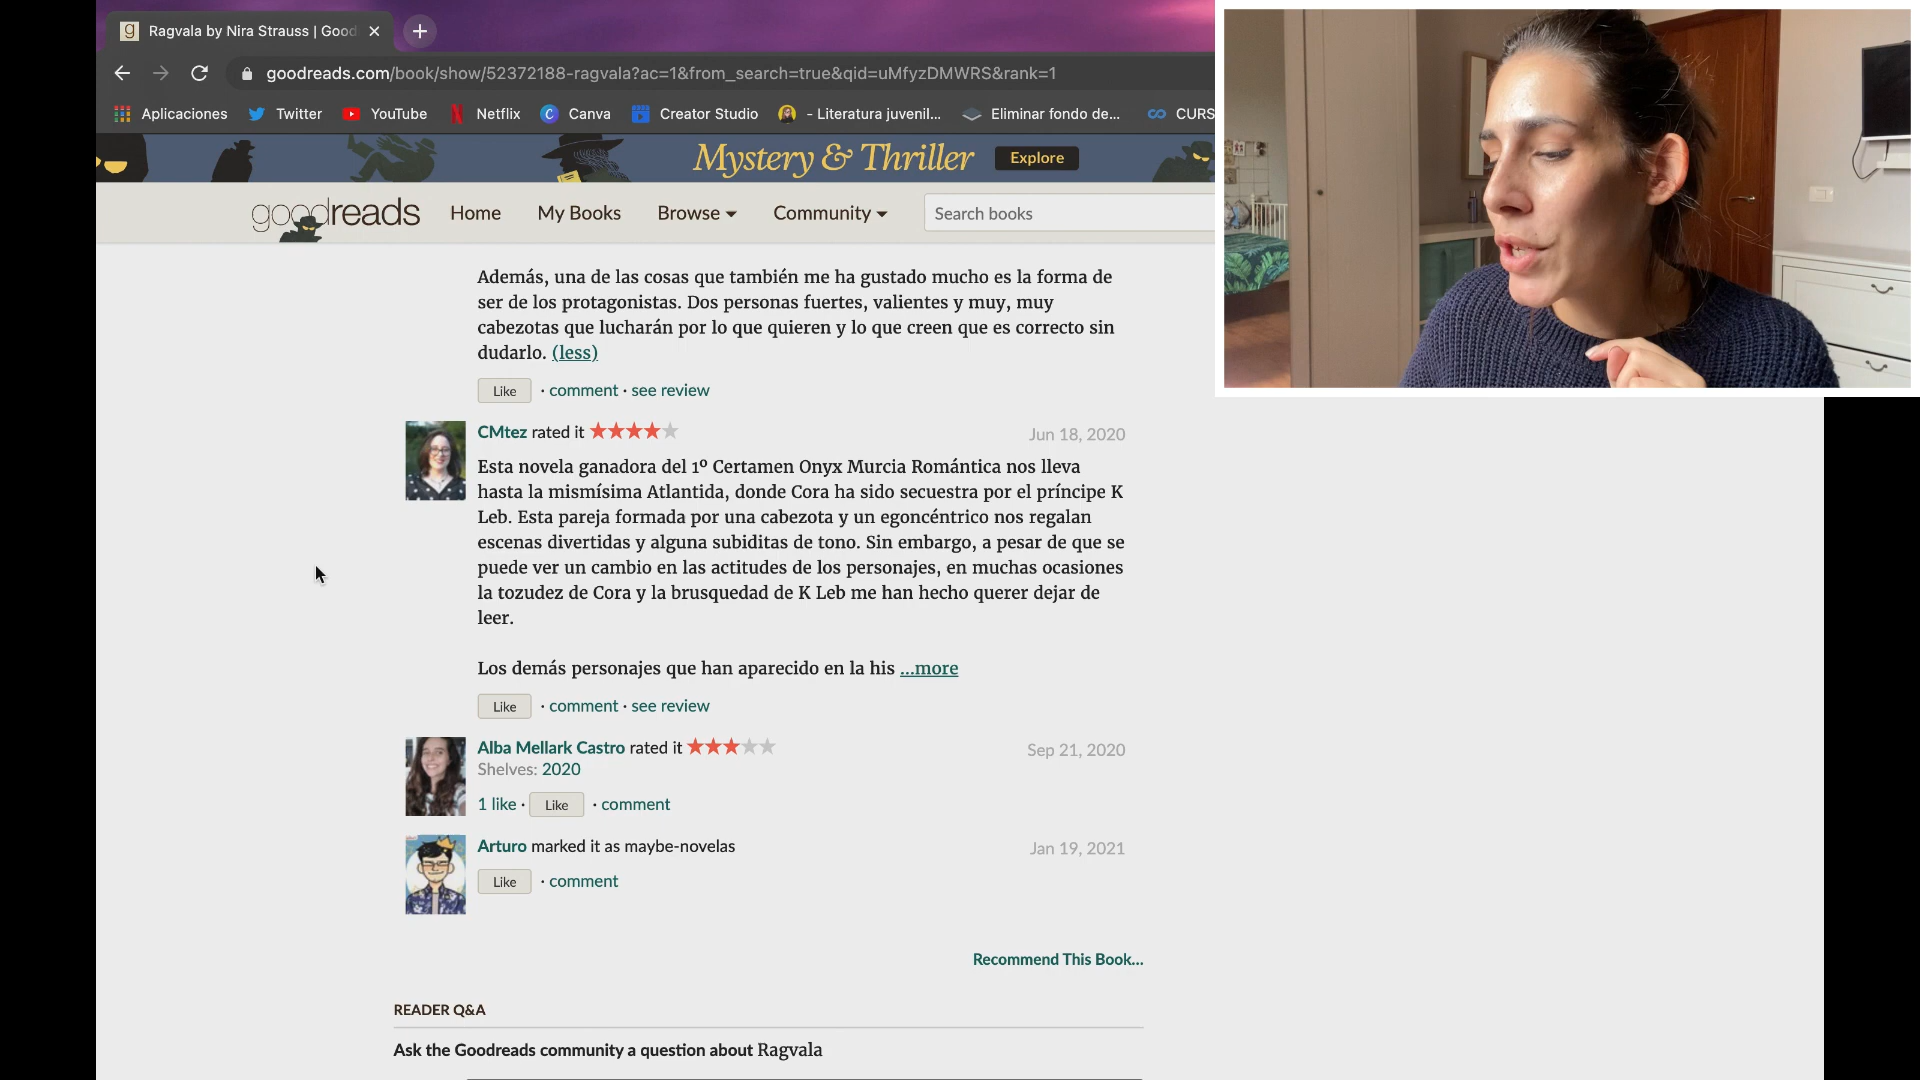 Ragvala by Nira Strauss | Good
goodreads.com/book/show/52372188-ragvala?ac=1&from_search=true&qid=uMfyzDMWRS&rank=1
Aplicaciones
Twitter
YouTube
Netflix
Canva
Creator Studio
- Literatura juvenil...
Eliminar fondo de...
CURS
Mystery & Thriller
Explore
goodreads
Home
My Books
Browse
Community
Search books
Además, una de las cosas que también me ha gustado mucho es la forma de
ser de los protagonistas. Dos personas fuertes, valientes y muy, muy
cabezotas que lucharán por lo que quieren y lo que creen que es correcto sin
dudarlo. (less)
Like · comment · see review
CMtez rated it
Jun 18, 2020
Esta novela ganadora del 1º Certamen Onyx Murcia Romántica nos lleva
hasta la mismísima Atlantida, donde Cora ha sido secuestra por el príncipe K
Leb. Esta pareja formada por una cabezota y un egoncéntrico nos regalan
escenas divertidas y alguna subiditas de tono. Sin embargo, a pesar de que se
puede ver un cambio en las actitudes de los personajes, en muchas ocasiones
la tozudez de Cora y la brusquedad de K Leb me han hecho querer dejar de
leer.
Los demás personajes que han aparecido en la his ...more
Like · comment · see review
Alba Mellark Castro rated it
Sep 21, 2020
Shelves: 2020
1 like · Like · comment
Arturo marked it as maybe-novelas
Jan 19, 2021
Like · comment
Recommend This Book...
READER Q&A
Ask the Goodreads community a question about Ragvala